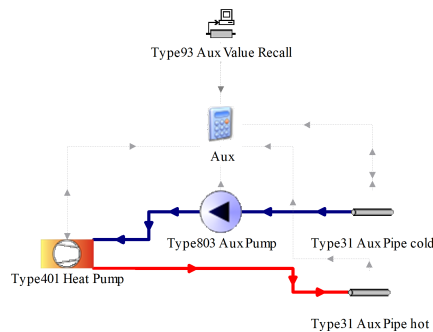 Type93 Aux Value Recall
Aux
Type803 Aux Pump
Type31 Aux Pipe cold
Type401 Heat Pump
Type31 Aux Pipe hot